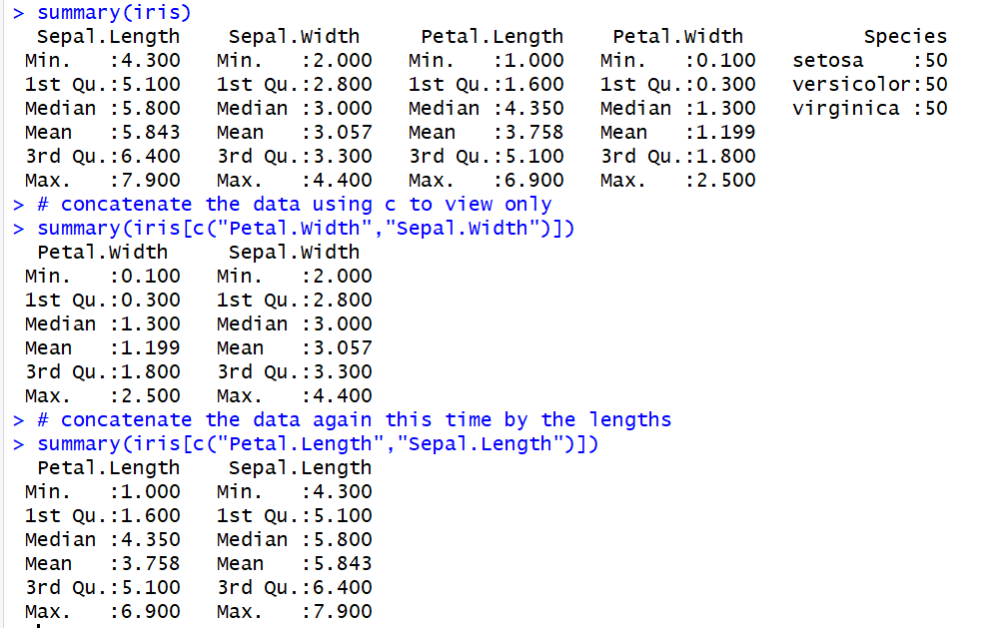 > summary(iris)
  Sepal.Length    Sepal.Width     Petal.Length    Petal.Width          Species
 Min.   :4.300   Min.   :2.000   Min.   :1.000   Min.   :0.100   setosa    :50
 1st Qu.:5.100   1st Qu.:2.800   1st Qu.:1.600   1st Qu.:0.300   versicolor:50
 Median :5.800   Median :3.000   Median :4.350   Median :1.300   virginica :50
 Mean   :5.843   Mean   :3.057   Mean   :3.758   Mean   :1.199
 3rd Qu.:6.400   3rd Qu.:3.300   3rd Qu.:5.100   3rd Qu.:1.800
 Max.   :7.900   Max.   :4.400   Max.   :6.900   Max.   :2.500
> # concatenate the data using c to view only
> summary(iris[c("Petal.Width","Sepal.Width")])
  Petal.Width     Sepal.Width
 Min.   :0.100   Min.   :2.000
 1st Qu.:0.300   1st Qu.:2.800
 Median :1.300   Median :3.000
 Mean   :1.199   Mean   :3.057
 3rd Qu.:1.800   3rd Qu.:3.300
 Max.   :2.500   Max.   :4.400
> # concatenate the data again this time by the lengths
> summary(iris[c("Petal.Length","Sepal.Length")])
  Petal.Length    Sepal.Length
 Min.   :1.000   Min.   :4.300
 1st Qu.:1.600   1st Qu.:5.100
 Median :4.350   Median :5.800
 Mean   :3.758   Mean   :5.843
 3rd Qu.:5.100   3rd Qu.:6.400
 Max.   :6.900   Max.   :7.900